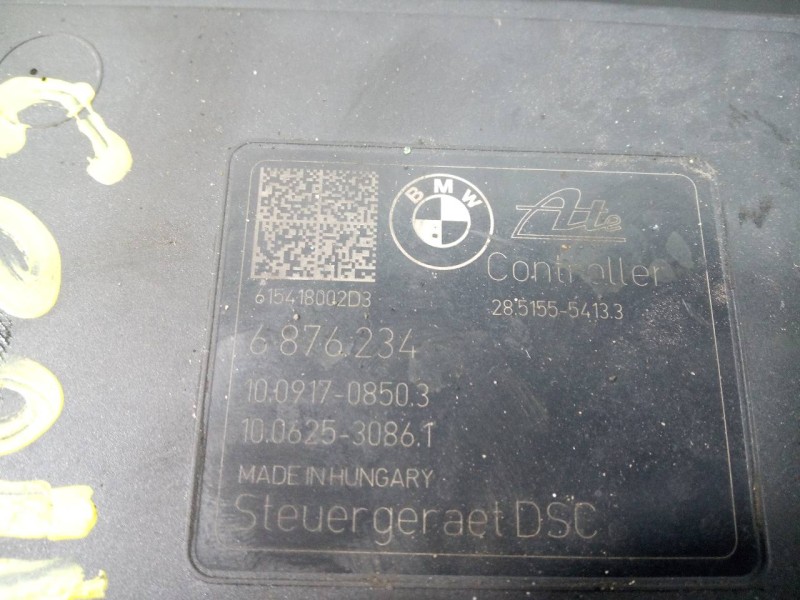 BMW
Ate
Controller
615418002D3
28.5155-5413.3
6 876.234
10.0917-0850.3
10.0625-3086.1
MADE IN HUNGARY
Steuergeraet DSC